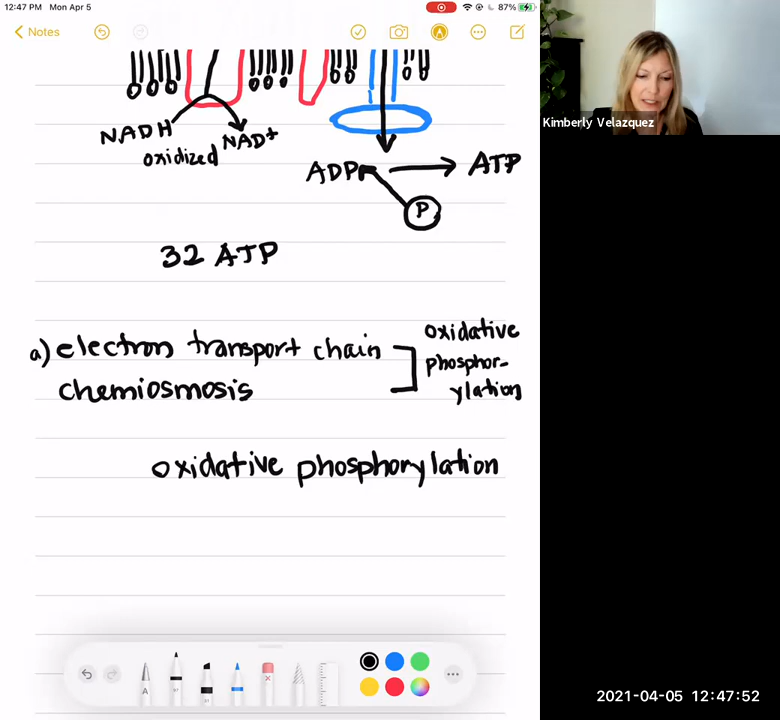 12:47 PM Mon Apr 5
87%
Notes
Kimberly Velazquez
NADH
NAD+
oxidized
ADP
ATP
P
32 ATP
a) electron transport chain
chemiosmosis
oxidative
phosphor-
ylation
oxidative phosphorylation
A
2021-04-05 12:47:52